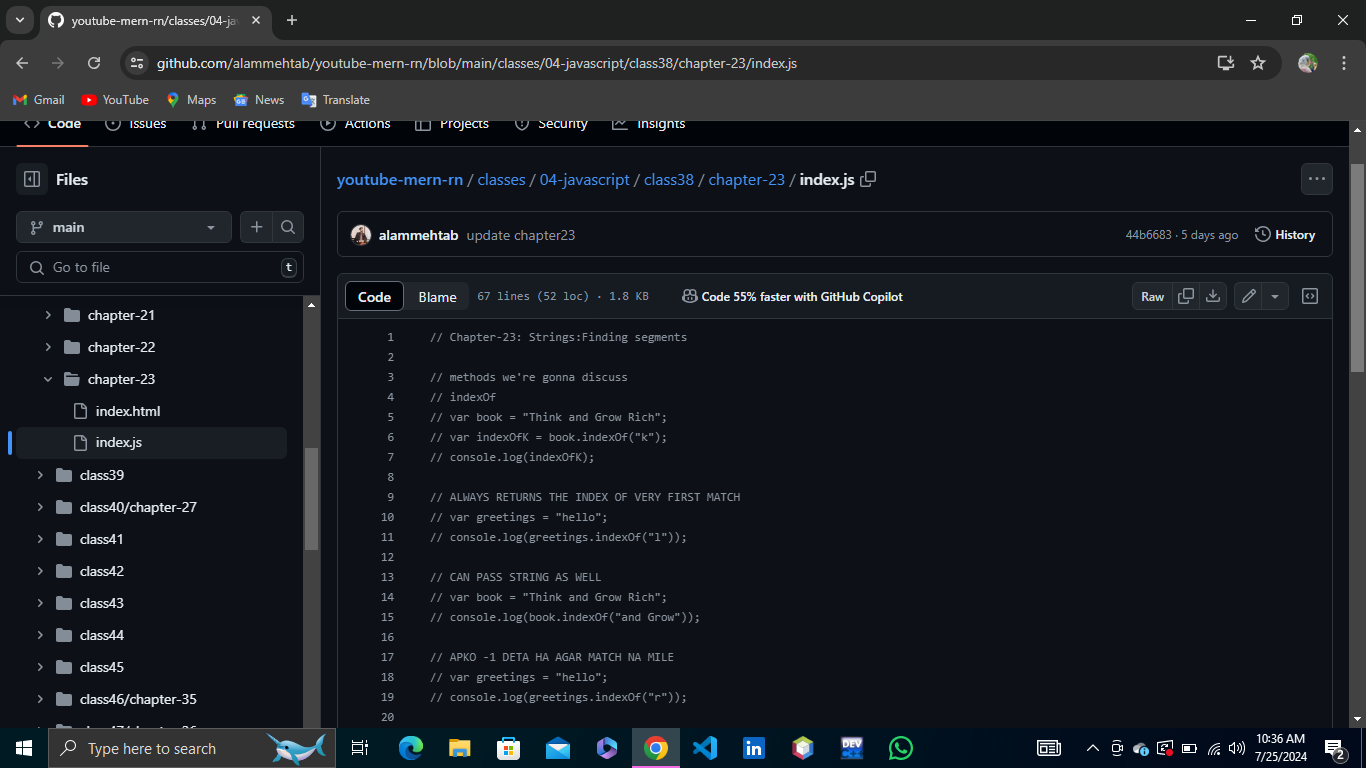 youtube-mern-rn/classes/04-ja
github.com/alammehtab/youtube-mern-rn/blob/main/classes/04-javascript/class38/chapter-23/index.js
Gmail YouTube Maps News Translate
Code Issues Pull requests Actions Projects Security Insights
Files
main
Go to file t
chapter-21
chapter-22
chapter-23
index.html
index.js
class39
class40/chapter-27
class41
class42
class43
class44
class45
class46/chapter-35
youtube-mern-rn / classes / 04-javascript / class38 / chapter-23 / index.js
alammehtab update chapter23 44b6683 · 5 days ago History
Code Blame 67 lines (52 loc) · 1.8 KB Code 55% faster with GitHub Copilot Raw
1 // Chapter-23: Strings:Finding segments
2
3 // methods we're gonna discuss
4 // indexOf
5 // var book = "Think and Grow Rich";
6 // var indexOfK = book.indexOf("k");
7 // console.log(indexOfK);
8
9 // ALWAYS RETURNS THE INDEX OF VERY FIRST MATCH
10 // var greetings = "hello";
11 // console.log(greetings.indexOf("l"));
12
13 // CAN PASS STRING AS WELL
14 // var book = "Think and Grow Rich";
15 // console.log(book.indexOf("and Grow"));
16
17 // APKO -1 DETA HA AGAR MATCH NA MILE
18 // var greetings = "hello";
19 // console.log(greetings.indexOf("r"));
20
Type here to search
DEV
10:36 AM
7/25/2024
2